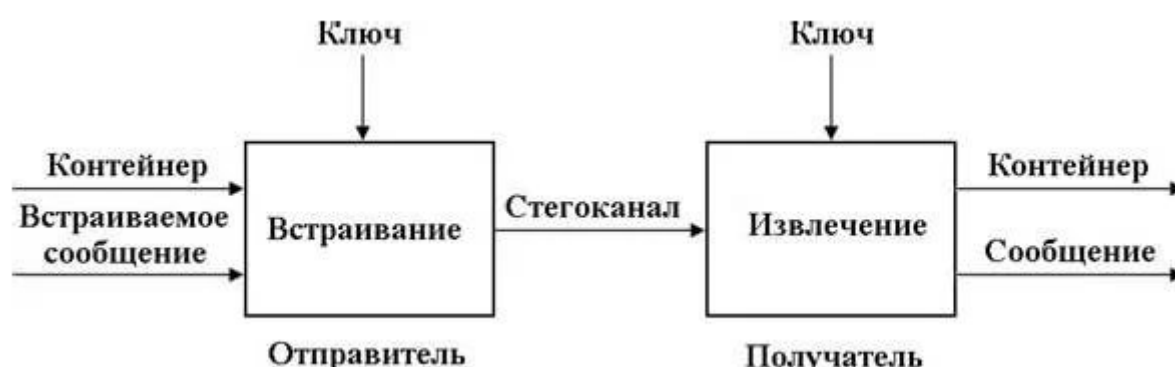 Ключ
Ключ
Контейнер
Встраиваемое
сообщение
Встраивание
Стегоканал
Извлечение
Контейнер
Сообщение
Отправитель
Получатель